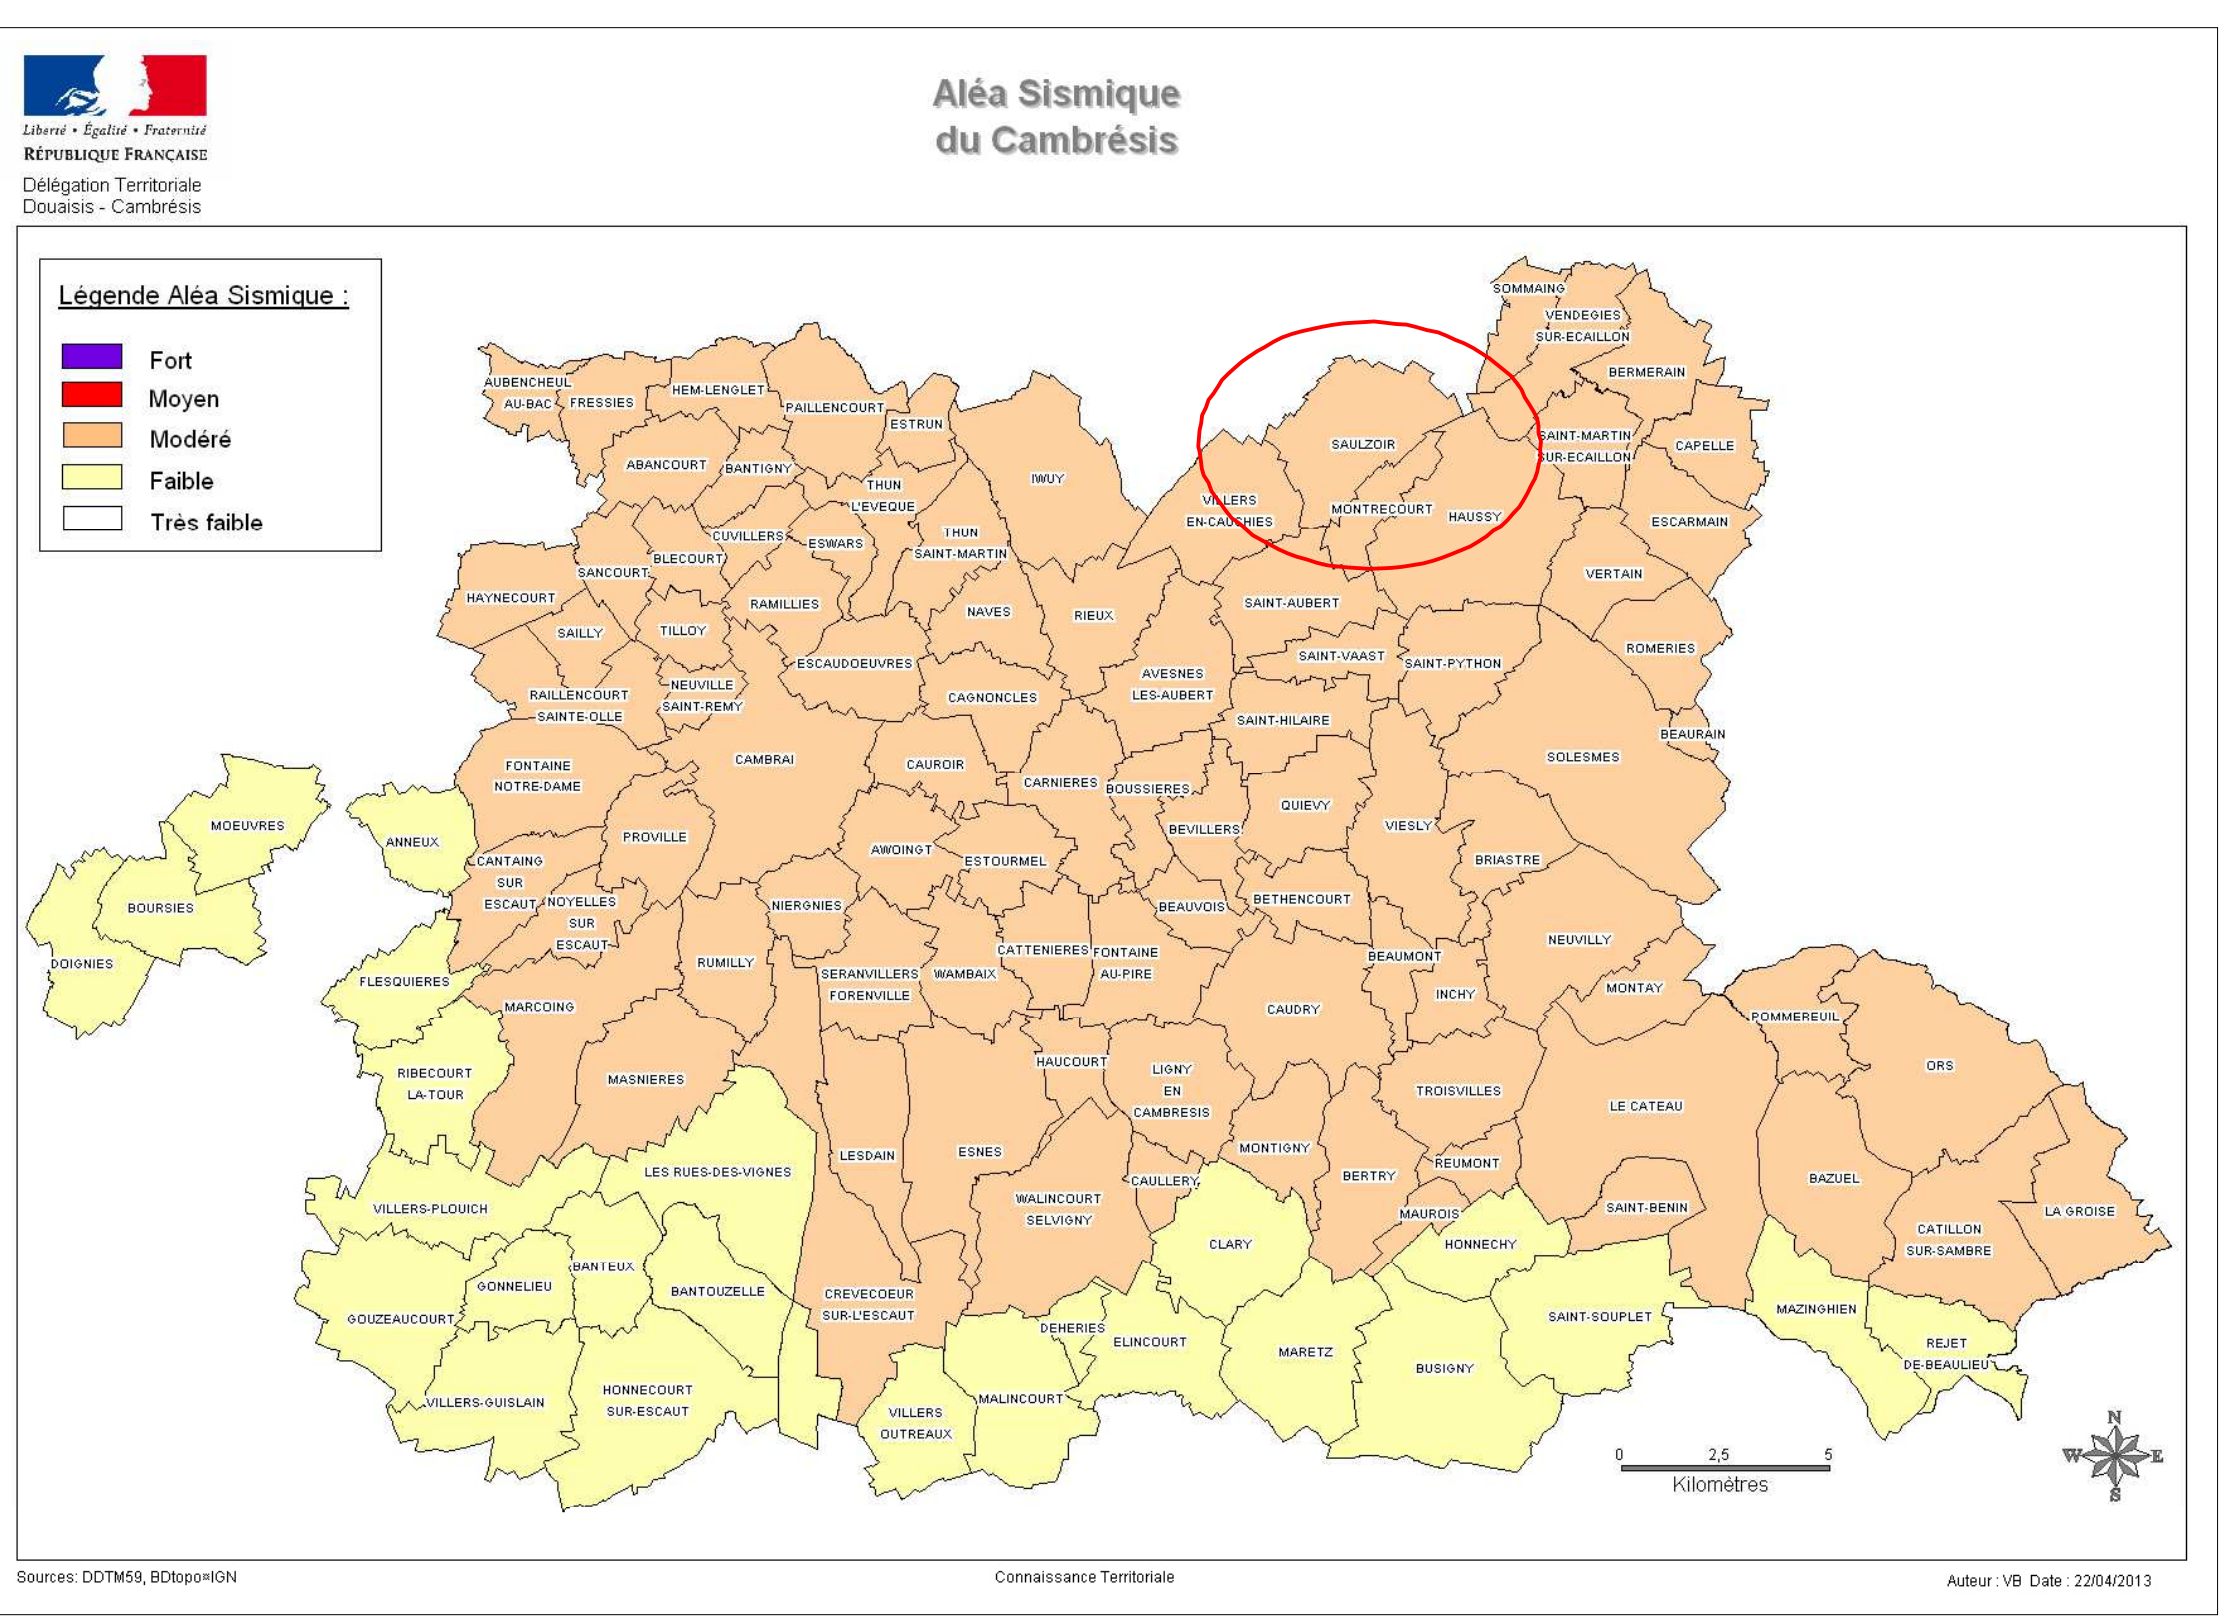 Liberté • Égalité • Fraternité
RÉPUBLIQUE FRANÇAISE
Délégation Territoriale
Douaisis - Cambrésis
Aléa Sismique
du Cambrésis
Légende Aléa Sismique :
Fort
Moyen
Modéré
Faible
Très faible
SOMMAING
VENDEGIES
SUR-ECAILLON
BERMERAIN
AUBENCHEUL
AU-BAC
FRESSIES
HEM-LENGLET
PAILLENCOURT
ESTRUN
SAINT-MARTIN
SUR-ECAILLON
CAPELLE
SAULZOIR
ABANCOURT
BANTIGNY
IWUY
THUN
L'EVEQUE
VILLERS
EN-CAUCHIES
MONTRECOURT
HAUSSY
ESCARMAIN
CUVILLERS
ESWARS
THUN
SAINT-MARTIN
BLECOURT
SANCOURT
VERTAIN
HAYNECOURT
RAMILLIES
NAVES
RIEUX
SAINT-AUBERT
SAILLY
TILLOY
ROMERIES
ESCAUDOEUVRES
SAINT-VAAST
SAINT-PYTHON
AVESNES
LES-AUBERT
NEUVILLE
SAINT-REMY
RAILLENCOURT
SAINTE-OLLE
CAGNONCLES
SAINT-HILAIRE
BEAURAIN
SOLESMES
FONTAINE
NOTRE-DAME
CAMBRAI
CAUROIR
CARNIERES
BOUSSIERES
QUIEVY
MOEUVRES
ANNEUX
PROVILLE
BEVILLERS
VIESLY
AWOINGT
ESTOURMEL
BRIASTRE
CANTAING
SUR
ESCAUT
NOYELLES
SUR
ESCAUT
BOURSIES
NIERGNIES
BEAUVOIS
BETHENCOURT
DOIGNIES
FLESQUIERES
RUMILLY
SERANVILLERS
FORENVILLE
WAMBAIX
CATTENIERES
FONTAINE
AU-PIRE
BEAUMONT
NEUVILLY
INCHY
MONTAY
MARCOING
CAUDRY
POMMEREUIL
ORS
RIBECOURT
LA-TOUR
MASNIERES
HAUCOURT
LIGNY
EN
CAMBRESIS
TROISVILLES
LE CATEAU
LES RUES-DES-VIGNES
LESDAIN
ESNES
MONTIGNY
BERTRY
REUMONT
BAZUEL
CAULLERY
VILLERS-PLOUICH
WALINCOURT
SELVIGNY
MAUROIS
SAINT-BENIN
LA GROISE
CATILLON
SUR-SAMBRE
CLARY
HONNECHY
BANTEUX
GONNELIEU
BANTOUZELLE
CREVECOEUR
SUR-L'ESCAUT
GOUZEAUCOURT
DEHERIES
ELINCOURT
SAINT-SOUPLET
MAZINGHIEN
REJET
DE-BEAULIEU
MARETZ
BUSIGNY
VILLERS-GUISLAIN
HONNECOURT
SUR-ESCAUT
MALINCOURT
VILLERS
OUTREAUX
N
W
E
S
0 2,5 5
Kilomètres
Sources: DDTM59, BDtopo¤IGN
Connaissance Territoriale
Auteur : VB Date : 22/04/2013